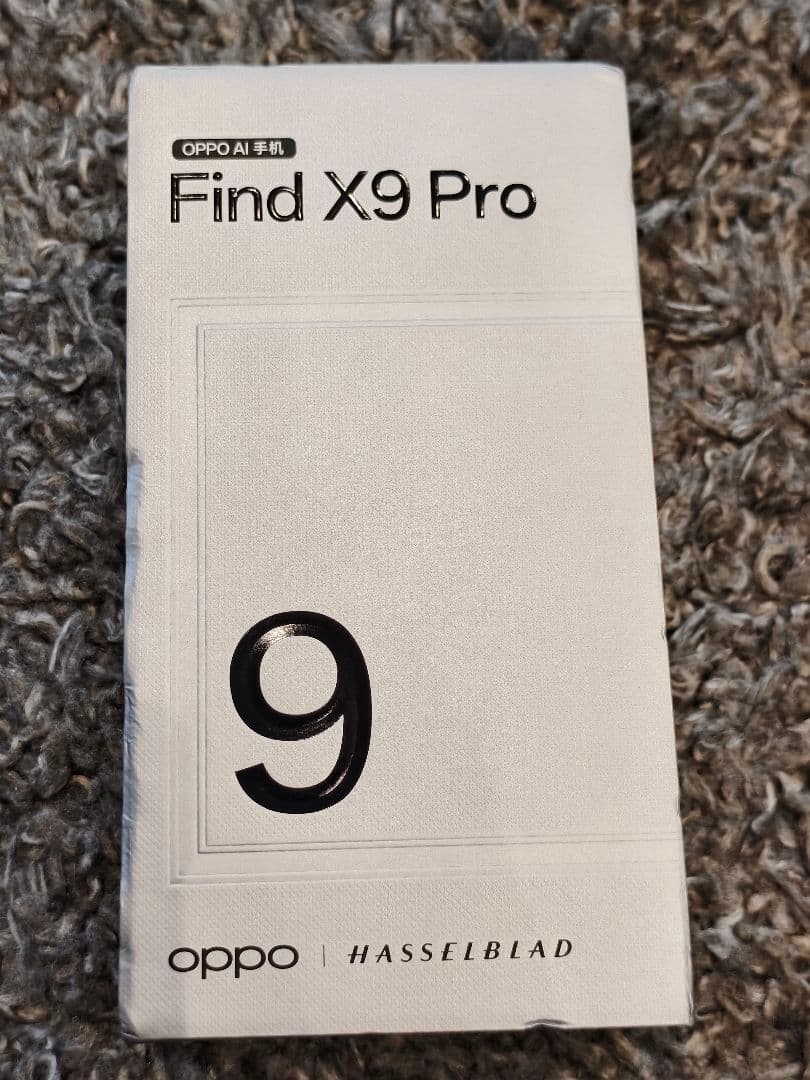 OPPO AI 手机
Find X9 Pro
9
oppo | HASSELBLAD